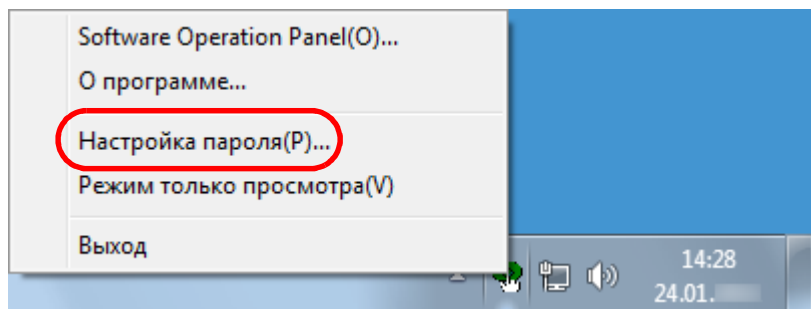 Software Operation Panel(O)...
О программе...
Настройка пароля(P)...
Режим только просмотра(V)
Выход
14:28
24.01.